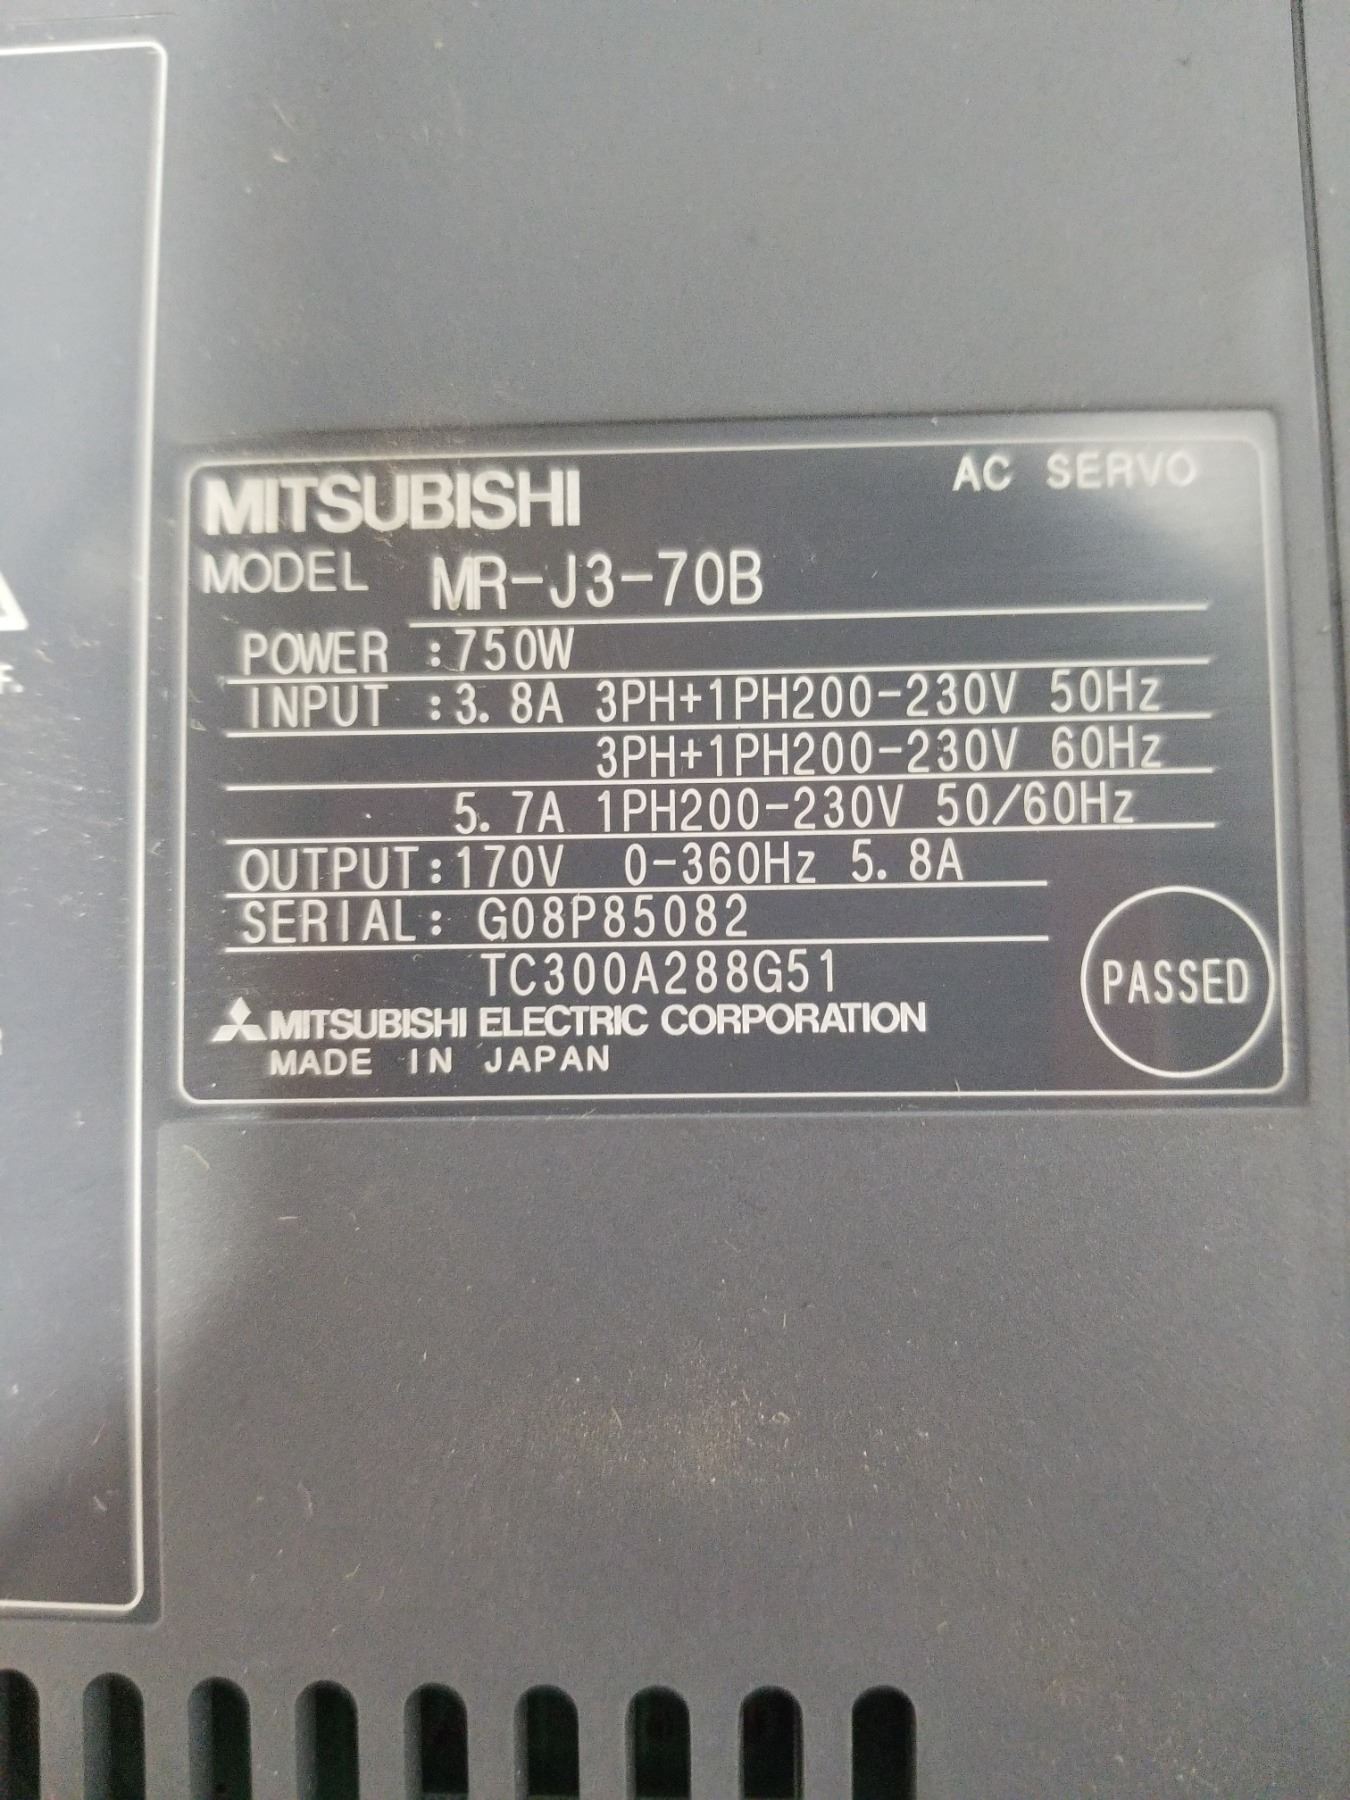 MITSUBISHI AC SERVO
MODEL MR-J3-70B
POWER :750W
INPUT :3.8A 3PH+1PH200-230V 50Hz
3PH+1PH200-230V 60Hz
5.7A 1PH200-230V 50/60Hz
OUTPUT:170V 0-360Hz 5.8A
SERIAL: G08P85082
TC300A288G51
PASSED
MITSUBISHI ELECTRIC CORPORATION
MADE IN JAPAN